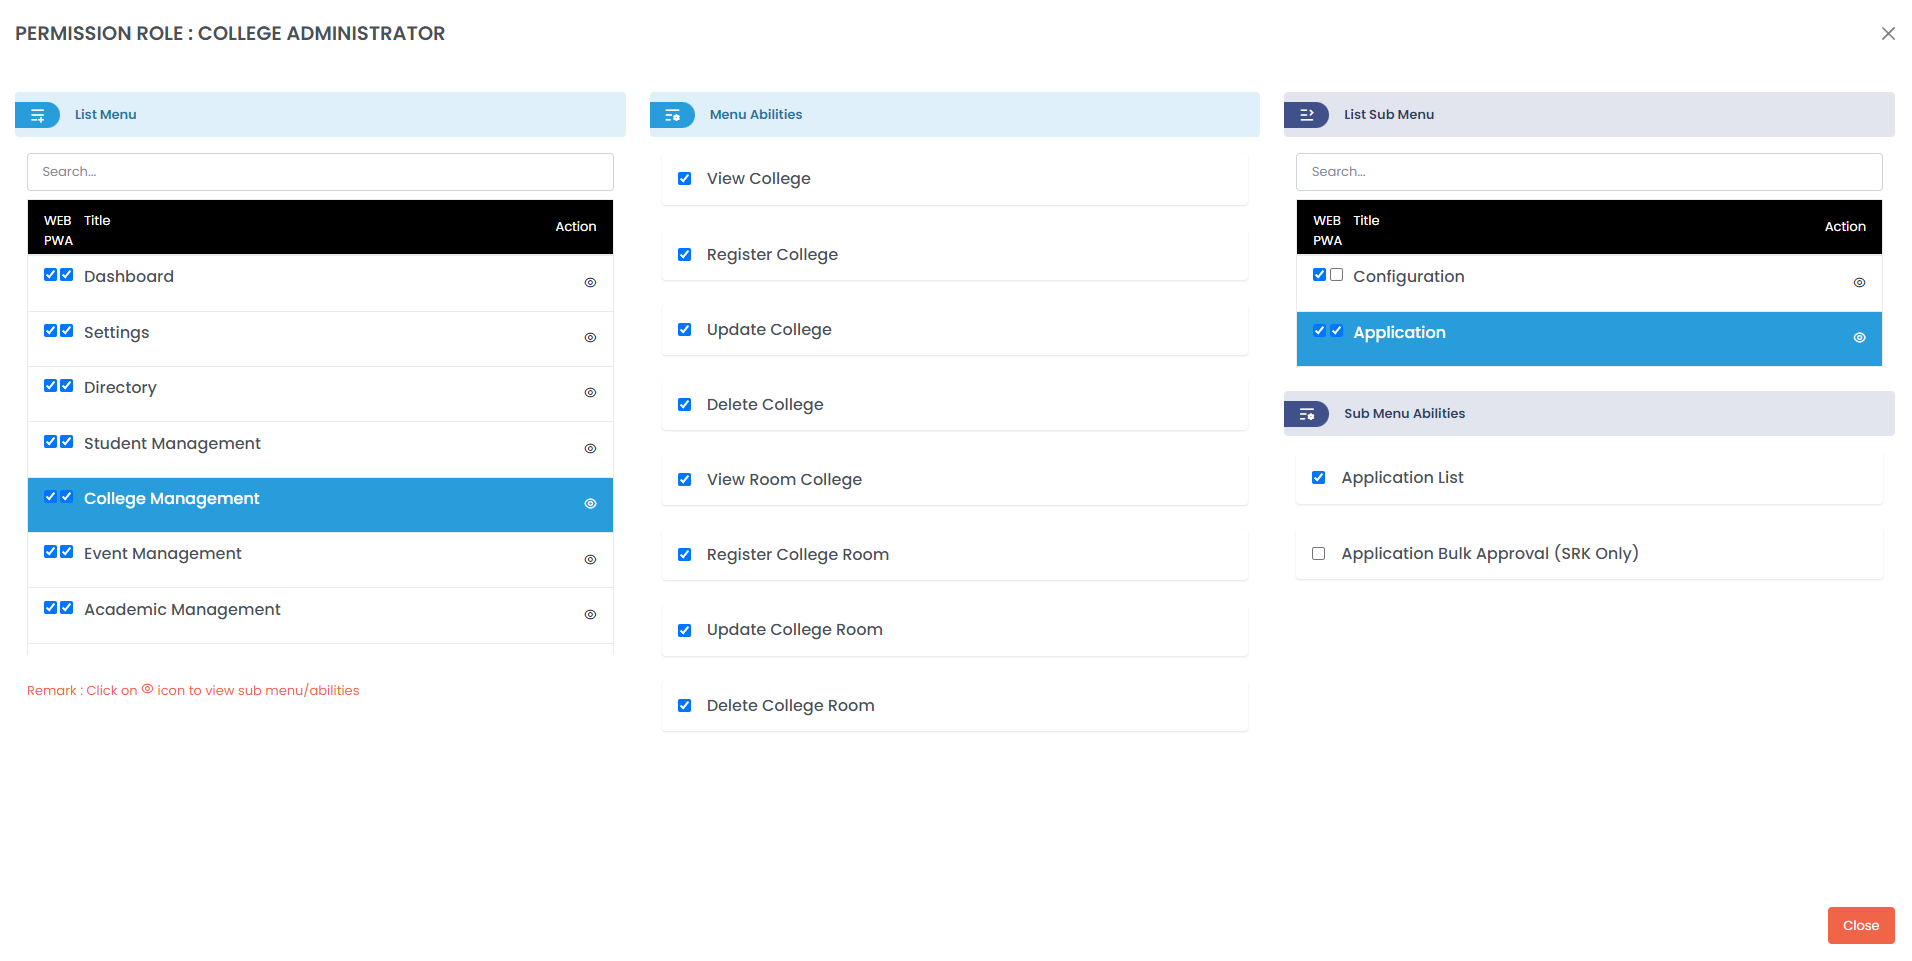 PERMISSION ROLE : COLLEGE ADMINISTRATOR
List Menu
Search...
WEB PWA Title Action
Dashboard
Settings
Directory
Student Management
College Management
Event Management
Academic Management
Remark : Click on icon to view sub menu/abilities
Menu Abilities
View College
Register College
Update College
Delete College
View Room College
Register College Room
Update College Room
Delete College Room
List Sub Menu
Search...
WEB PWA Title Action
Configuration
Application
Sub Menu Abilities
Application List
Application Bulk Approval (SRK Only)
Close